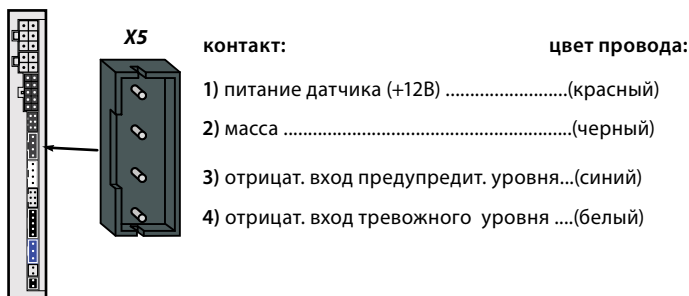 X5
контакт: цвет провода:
1) питание датчика (+12В) .........................(красный)
2) масса ............................................................(черный)
3) отрицат. вход предупредит. уровня...(синий)
4) отрицат. вход тревожного уровня ....(белый)